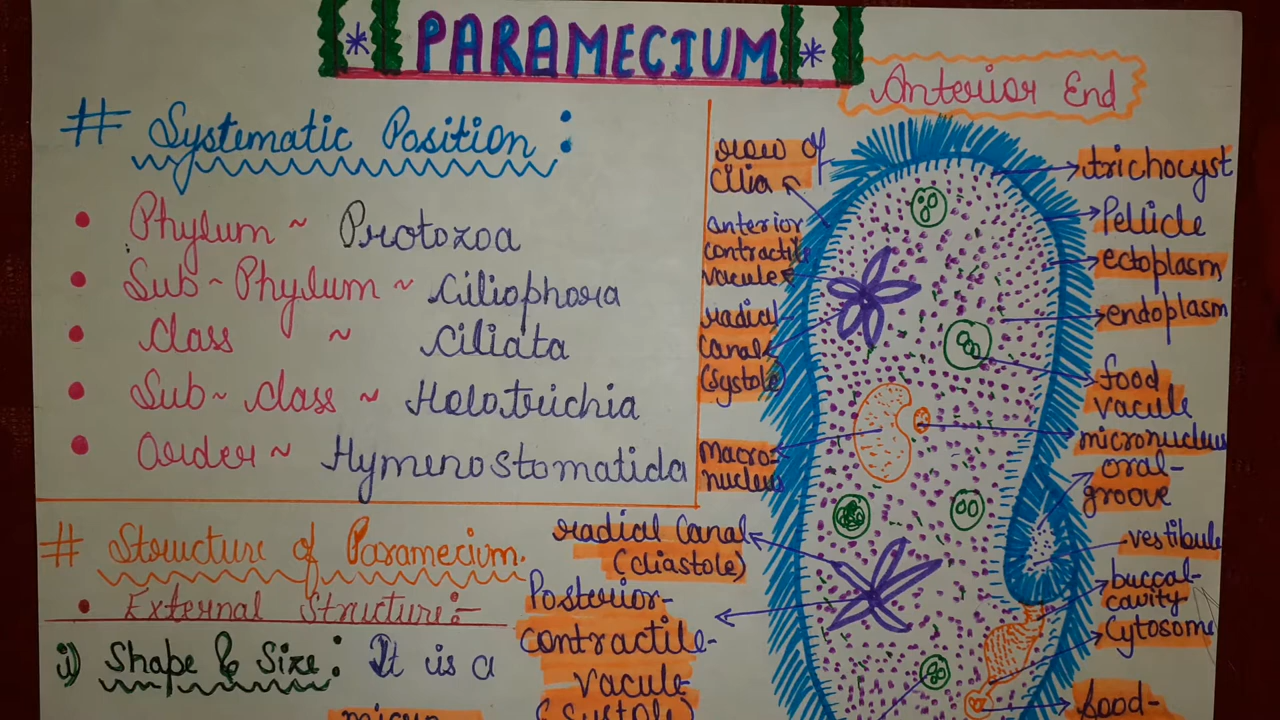 * PARAMECIUM *
# Systematic Position:
• Phylum ~ Protozoa
• Sub-Phylum ~ Ciliophora
• Class ~ Ciliata
• Sub-class ~ Holotrichia
• Order ~ Hymenostomatida
# Structure of Paramecium.
• External Structure:-
i) Shape & Size: It is a
Anterior End
row of
cilia
anterior
contractile
vacule
radial
canal
(systole)
macro-
nucleus
radial canal
(diastole)
Posterior-
contractile-
vacule
(systole)
trichocyst
Pellicle
ectoplasm
endoplasm
food
vacule
micronucleus
oral-
groove
vestibule
buccal-
cavity
Cytosome
food-